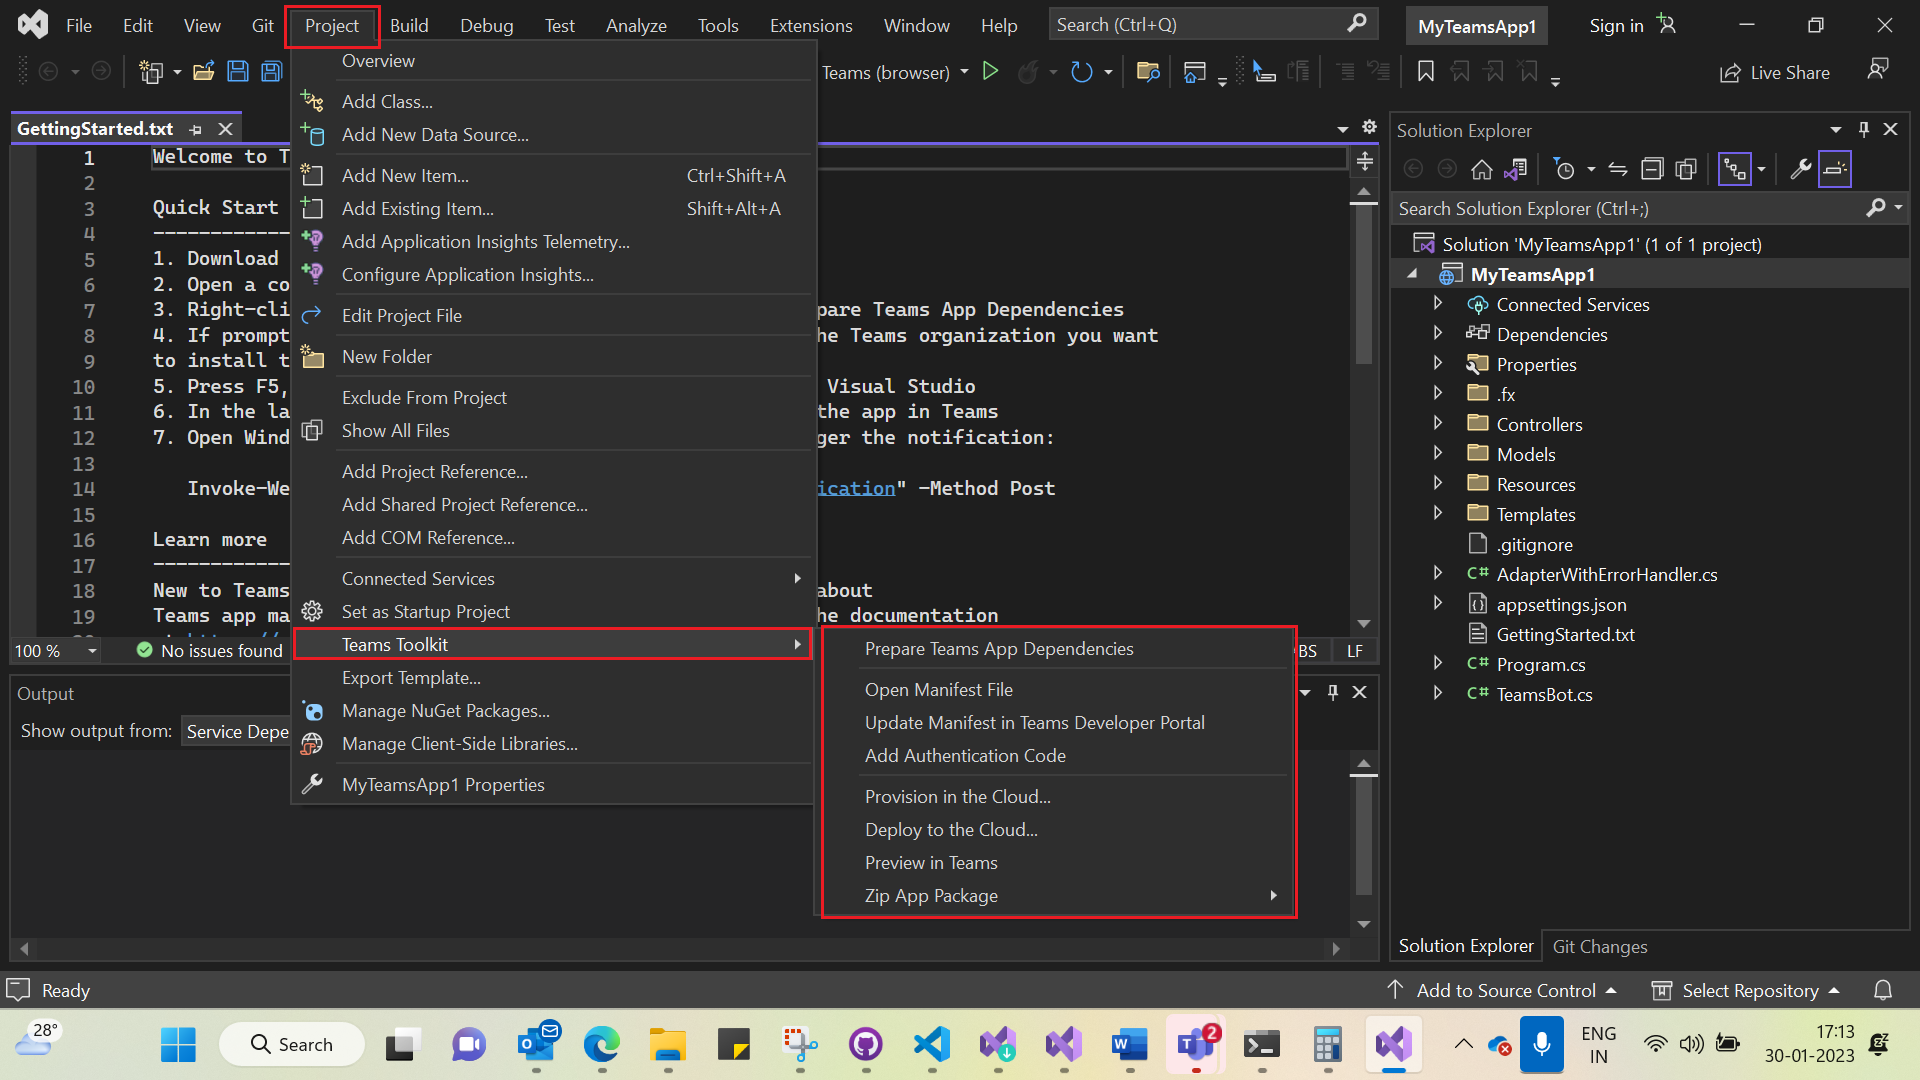 File Edit View Git Project Build Debug Test Analyze Tools Extensions Window Help Search (Ctrl+Q) MyTeamsApp1 Sign in
Teams (browser) Live Share
Overview
Add Class...
Add New Data Source...
Add New Item... Ctrl+Shift+A
Add Existing Item... Shift+Alt+A
Add Application Insights Telemetry...
Configure Application Insights...
Edit Project File
New Folder
Exclude From Project
Show All Files
Add Project Reference...
Add Shared Project Reference...
Add COM Reference...
Connected Services
Set as Startup Project
Teams Toolkit
Export Template...
Manage NuGet Packages...
Manage Client-Side Libraries...
MyTeamsApp1 Properties
Prepare Teams App Dependencies
Open Manifest File
Update Manifest in Teams Developer Portal
Add Authentication Code
Provision in the Cloud...
Deploy to the Cloud...
Preview in Teams
Zip App Package
GettingStarted.txt
1 Welcome to T
2
3 Quick Start
4 ------------
5 1. Download
6 2. Open a co
7 3. Right-cli pare Teams App Dependencies
8 4. If prompt he Teams organization you want
9 to install t
10 5. Press F5, Visual Studio
11 6. In the la the app in Teams
12 7. Open Wind ger the notification:
13
14 Invoke-We ication" -Method Post
15
16 Learn more
17 ------------
18 New to Teams about
19 Teams app ma he documentation
100 % No issues found BS LF
Output
Show output from: Service Depe
Solution Explorer
Search Solution Explorer (Ctrl+;)
Solution 'MyTeamsApp1' (1 of 1 project)
MyTeamsApp1
Connected Services
Dependencies
Properties
.fx
Controllers
Models
Resources
Templates
.gitignore
C# AdapterWithErrorHandler.cs
appsettings.json
GettingStarted.txt
C# Program.cs
C# TeamsBot.cs
Solution Explorer Git Changes
Ready Add to Source Control Select Repository
28° Search 2 ENG
IN
17:13
30-01-2023